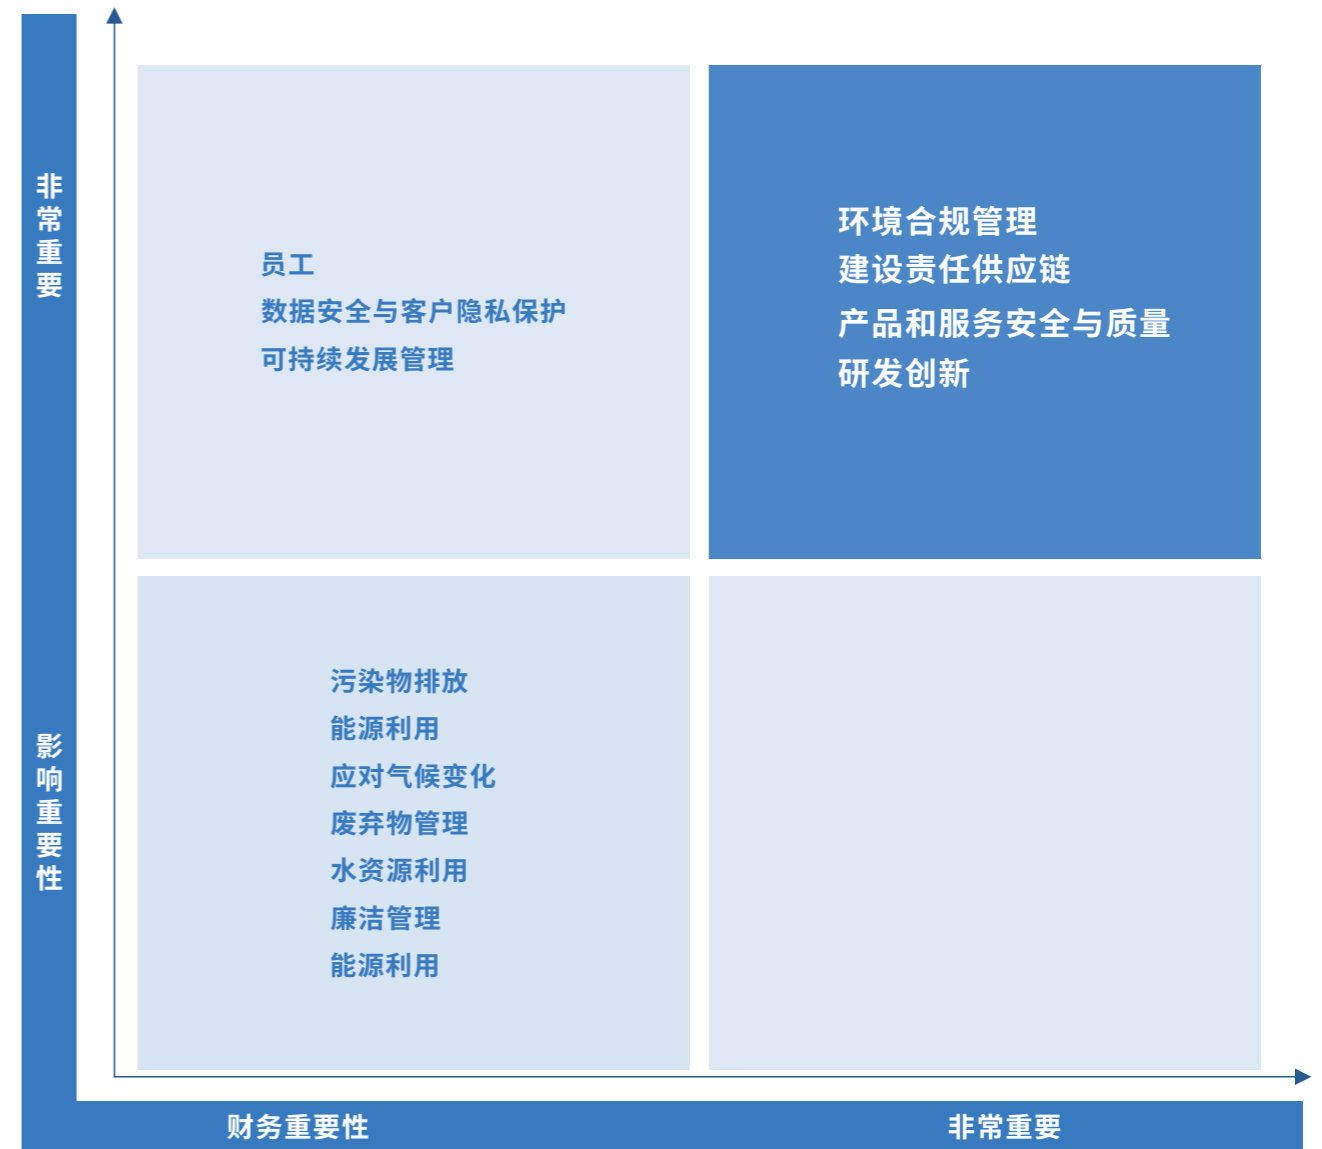 非常重要
影响重要性
员工
数据安全与客户隐私保护
可持续发展管理
环境合规管理
建设责任供应链
产品和服务安全与质量
研发创新
污染物排放
能源利用
应对气候变化
废弃物管理
水资源利用
廉洁管理
能源利用
财务重要性
非常重要